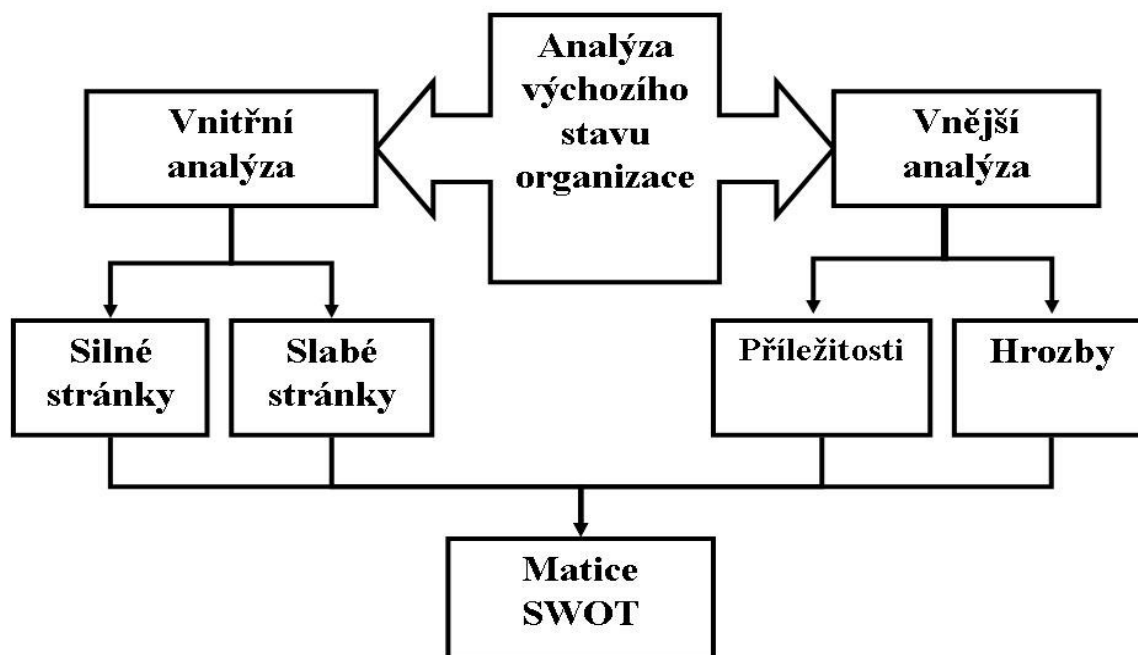 Analýza
výchozího
stavu
organizace
Vnitřní
analýza
Vnější
analýza
Silné
stránky
Slabé
stránky
Příležitosti
Hrozby
Matice
SWOT